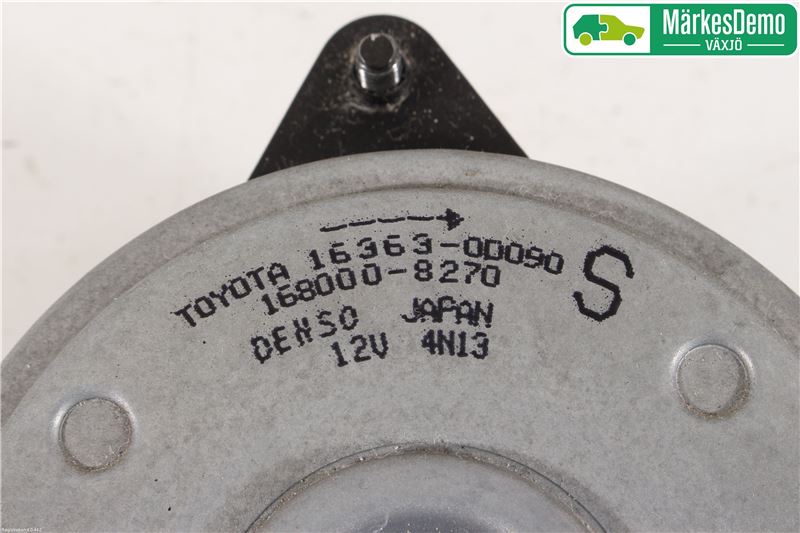 MärkesDemo
VÄXJÖ
TOYOTA 16363-0D090
168000-8270
S
DENSO JAPAN
12V 4N13